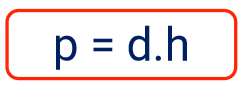 p = d.h